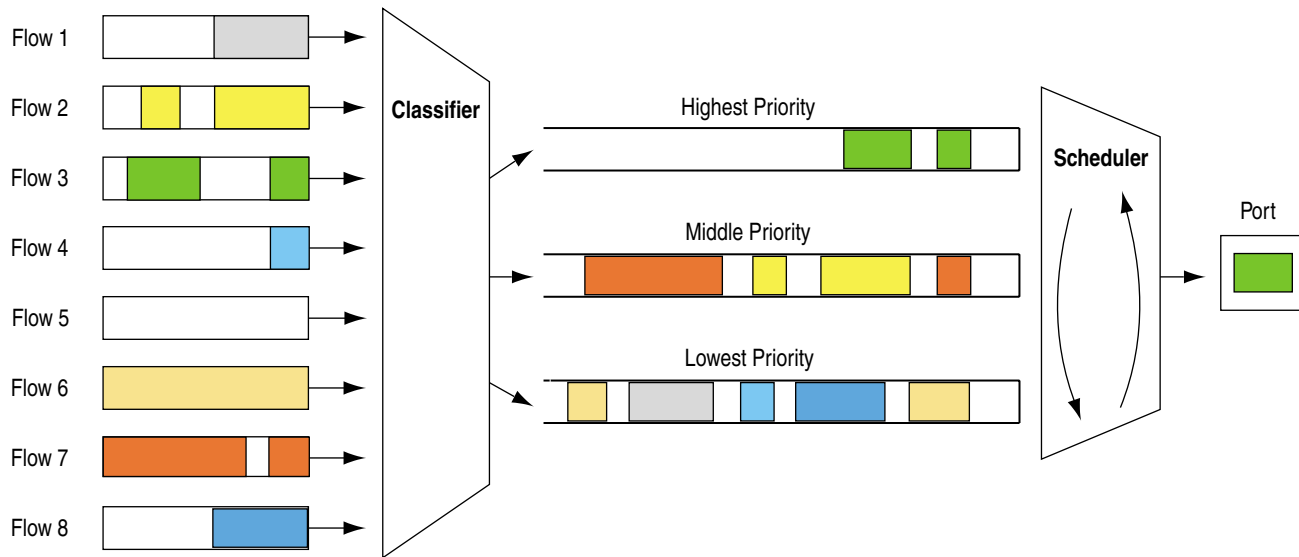 Flow 1
Flow 2
Flow 3
Flow 4
Flow 5
Flow 6
Flow 7
Flow 8
Classifier
Highest Priority
Middle Priority
Lowest Priority
Scheduler
Port